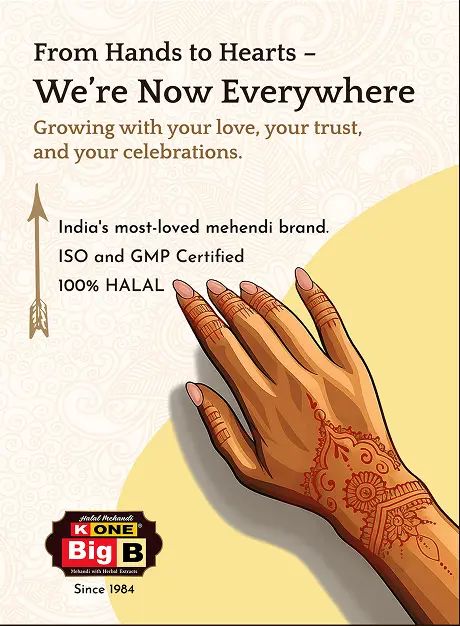 From Hands to Hearts –
We're Now Everywhere
Growing with your love, your trust,
and your celebrations.
India's most-loved mehendi brand.
ISO and GMP Certified
100% HALAL
Halal Mehandi
K ONE®
Big B
Mehandi with Herbal Extracts
Since 1984